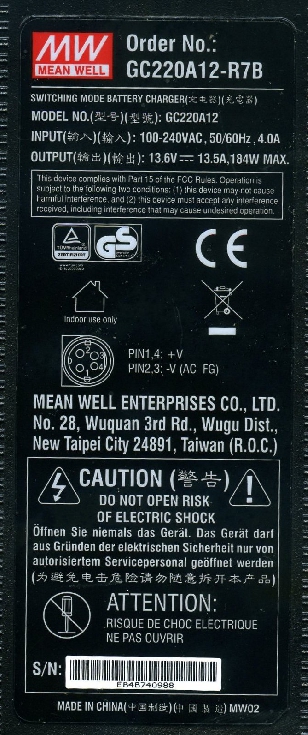 MW
MEAN WELL
Order No.:
GC220A12-R7B
SWITCHING MODE BATTERY CHARGER(充电器)(充電器)
MODEL NO.(型号)(型號): GC220A12
INPUT(输入)(輸入): 100-240VAC, 50/60Hz, 4.0A
OUTPUT(输出)(輸出): 13.6V⎓ 13.5A,184W MAX.
This device complies with Part 15 of the FCC Rules. Operation is
subject to the following two conditions: (1) this device may not cause
harmful interference, and (2) this device must accept any interference
received, including interference that may cause undesired operation.
TÜVRheinland
GS
CE
Indoor use only
PIN1,4: +V
PIN2,3: -V (AC FG)
MEAN WELL ENTERPRISES CO., LTD.
No. 28, Wuquan 3rd Rd., Wugu Dist.,
New Taipei City 24891, Taiwan (R.O.C.)
CAUTION (警告)
DO NOT OPEN RISK
OF ELECTRIC SHOCK
Öffnen Sie niemals das Gerät. Das Gerät darf
aus Gründen der elektrischen Sicherheit nur von
autorisiertem Servicepersonal geöffnet werden
(为避免电击危险请勿随意拆开本产品)
ATTENTION:
RISQUE DE CHOC ELECTRIQUE
NE PAS OUVRIR
S/N:
EB4B740988
MADE IN CHINA(中国制造)(中國製造) MW02